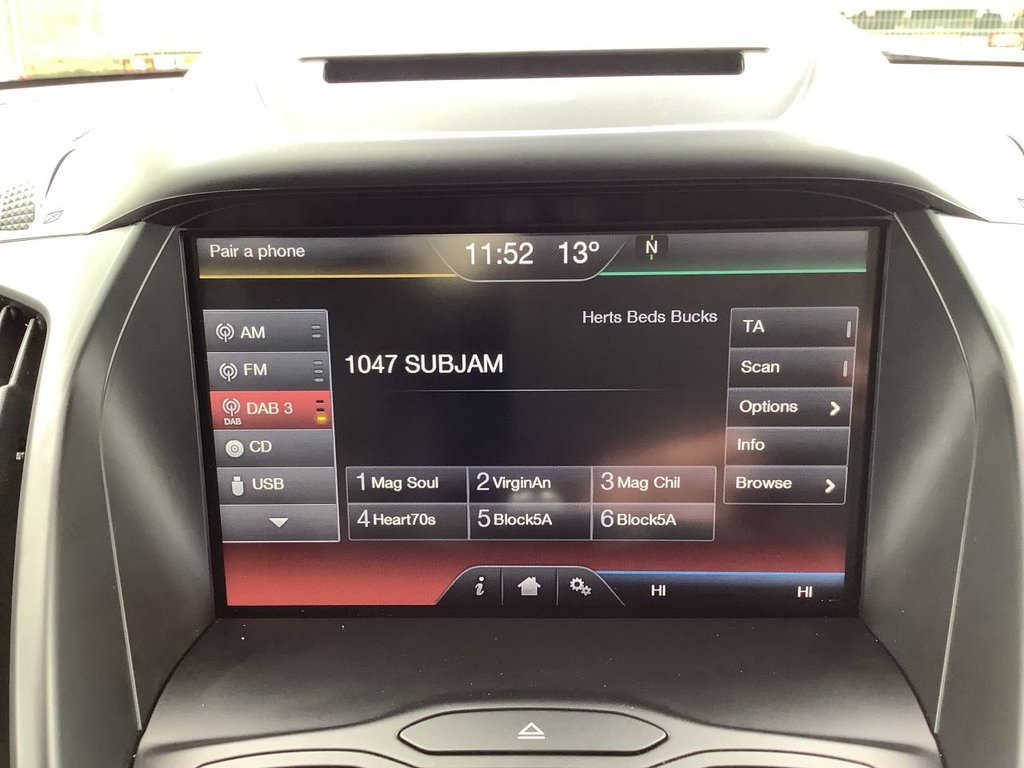 Pair a phone
11:52 13°
N
Herts Beds Bucks
1047 SUBJAM
AM
FM
DAB 3
DAB
CD
USB
TA
Scan
Options
Info
Browse
1 Mag Soul
2 VirginAn
3 Mag Chil
4 Heart70s
5 Block5A
6 Block5A
i
HI
HI